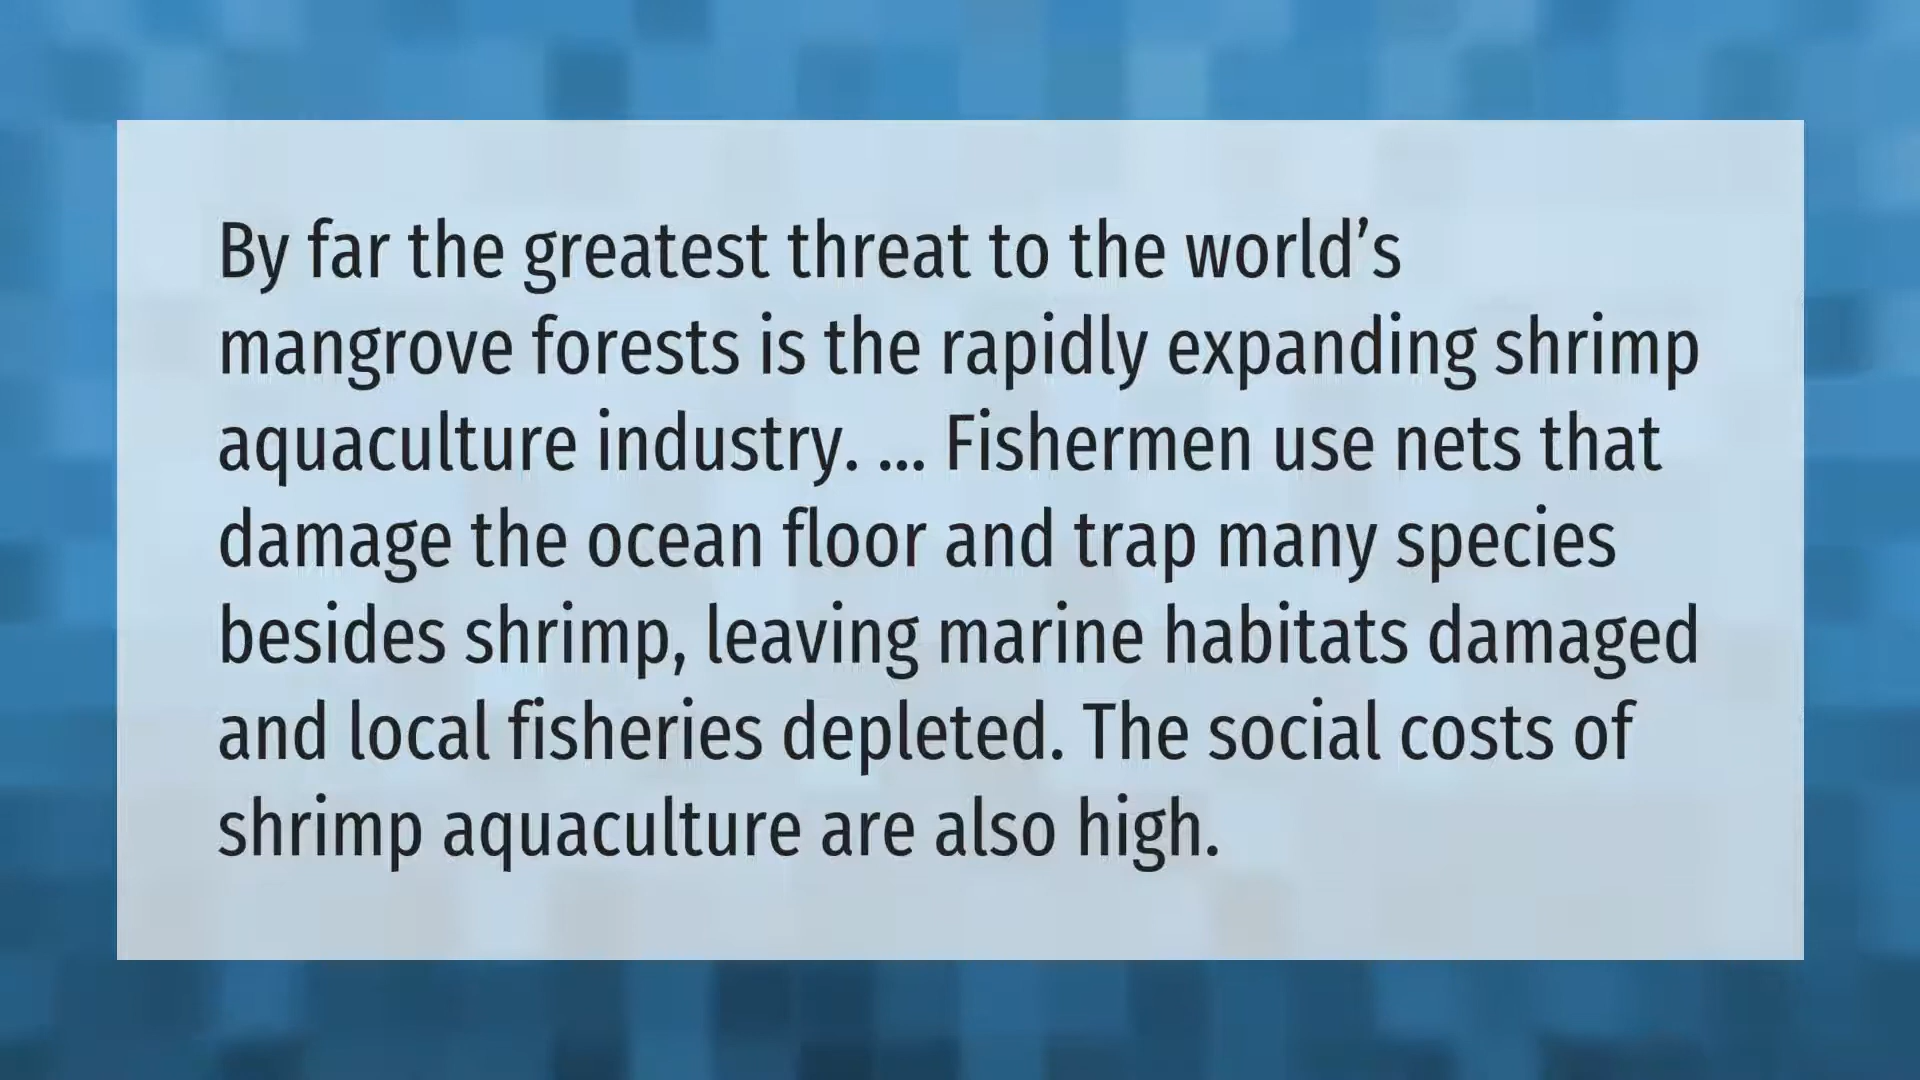 By far the greatest threat to the world’s
mangrove forests is the rapidly expanding shrimp
aquaculture industry. ... Fishermen use nets that
damage the ocean floor and trap many species
besides shrimp, leaving marine habitats damaged
and local fisheries depleted. The social costs of
shrimp aquaculture are also high.